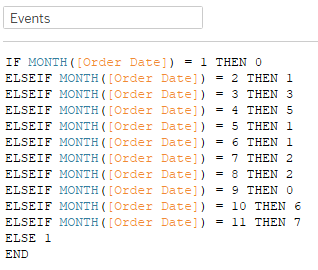 Events
IF MONTH([Order Date]) = 1 THEN 0
ELSEIF MONTH([Order Date]) = 2 THEN 1
ELSEIF MONTH([Order Date]) = 3 THEN 3
ELSEIF MONTH([Order Date]) = 4 THEN 5
ELSEIF MONTH([Order Date]) = 5 THEN 1
ELSEIF MONTH([Order Date]) = 6 THEN 1
ELSEIF MONTH([Order Date]) = 7 THEN 2
ELSEIF MONTH([Order Date]) = 8 THEN 2
ELSEIF MONTH([Order Date]) = 9 THEN 0
ELSEIF MONTH([Order Date]) = 10 THEN 6
ELSEIF MONTH([Order Date]) = 11 THEN 7
ELSE 1
END